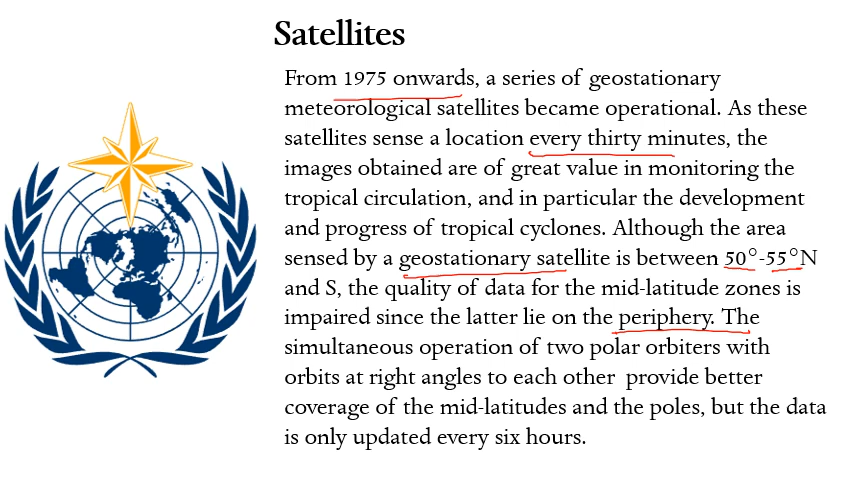 Satellites
From 1975 onwards, a series of geostationary
meteorological satellites became operational. As these
satellites sense a location every thirty minutes, the
images obtained are of great value in monitoring the
tropical circulation, and in particular the development
and progress of tropical cyclones. Although the area
sensed by a geostationary satellite is between 50°-55°N
and S, the quality of data for the mid-latitude zones is
impaired since the latter lie on the periphery. The
simultaneous operation of two polar orbiters with
orbits at right angles to each other  provide better
coverage of the mid-latitudes and the poles, but the data
is only updated every six hours.